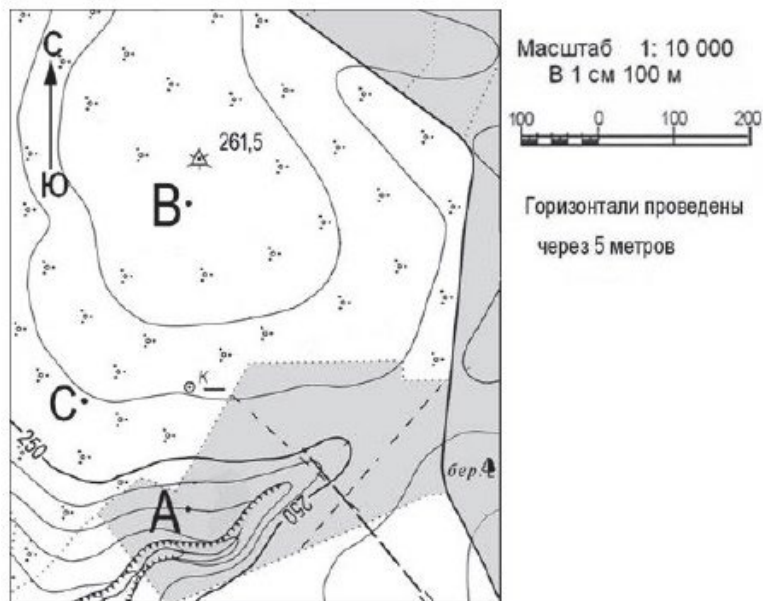 С
Ю
261,5
В
К
С
250
А
250
бер.
Масштаб 1: 10 000
В 1 см 100 м
100 0 100 200
Горизонтали проведены
через 5 метров